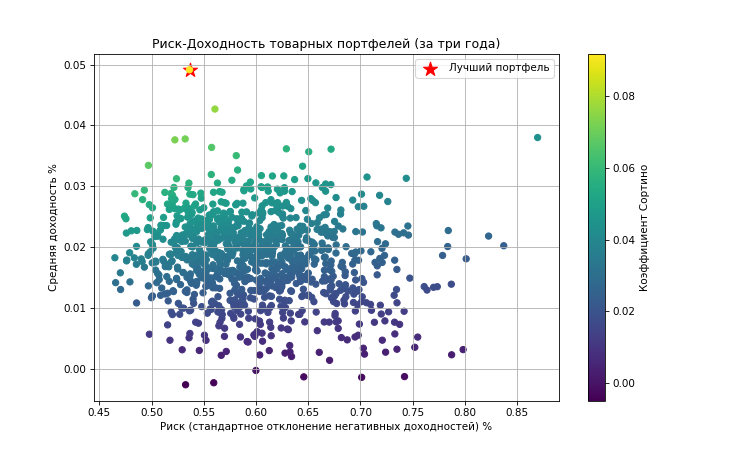 Риск-Доходность товарных портфелей (за три года)
Лучший портфель
Средняя доходность %
0.05
0.04
0.03
0.02
0.01
0.00
0.45 0.50 0.55 0.60 0.65 0.70 0.75 0.80 0.85
Риск (стандартное отклонение негативных доходностей) %
0.08
0.06
0.04
0.02
0.00
Коэффициент Сортино